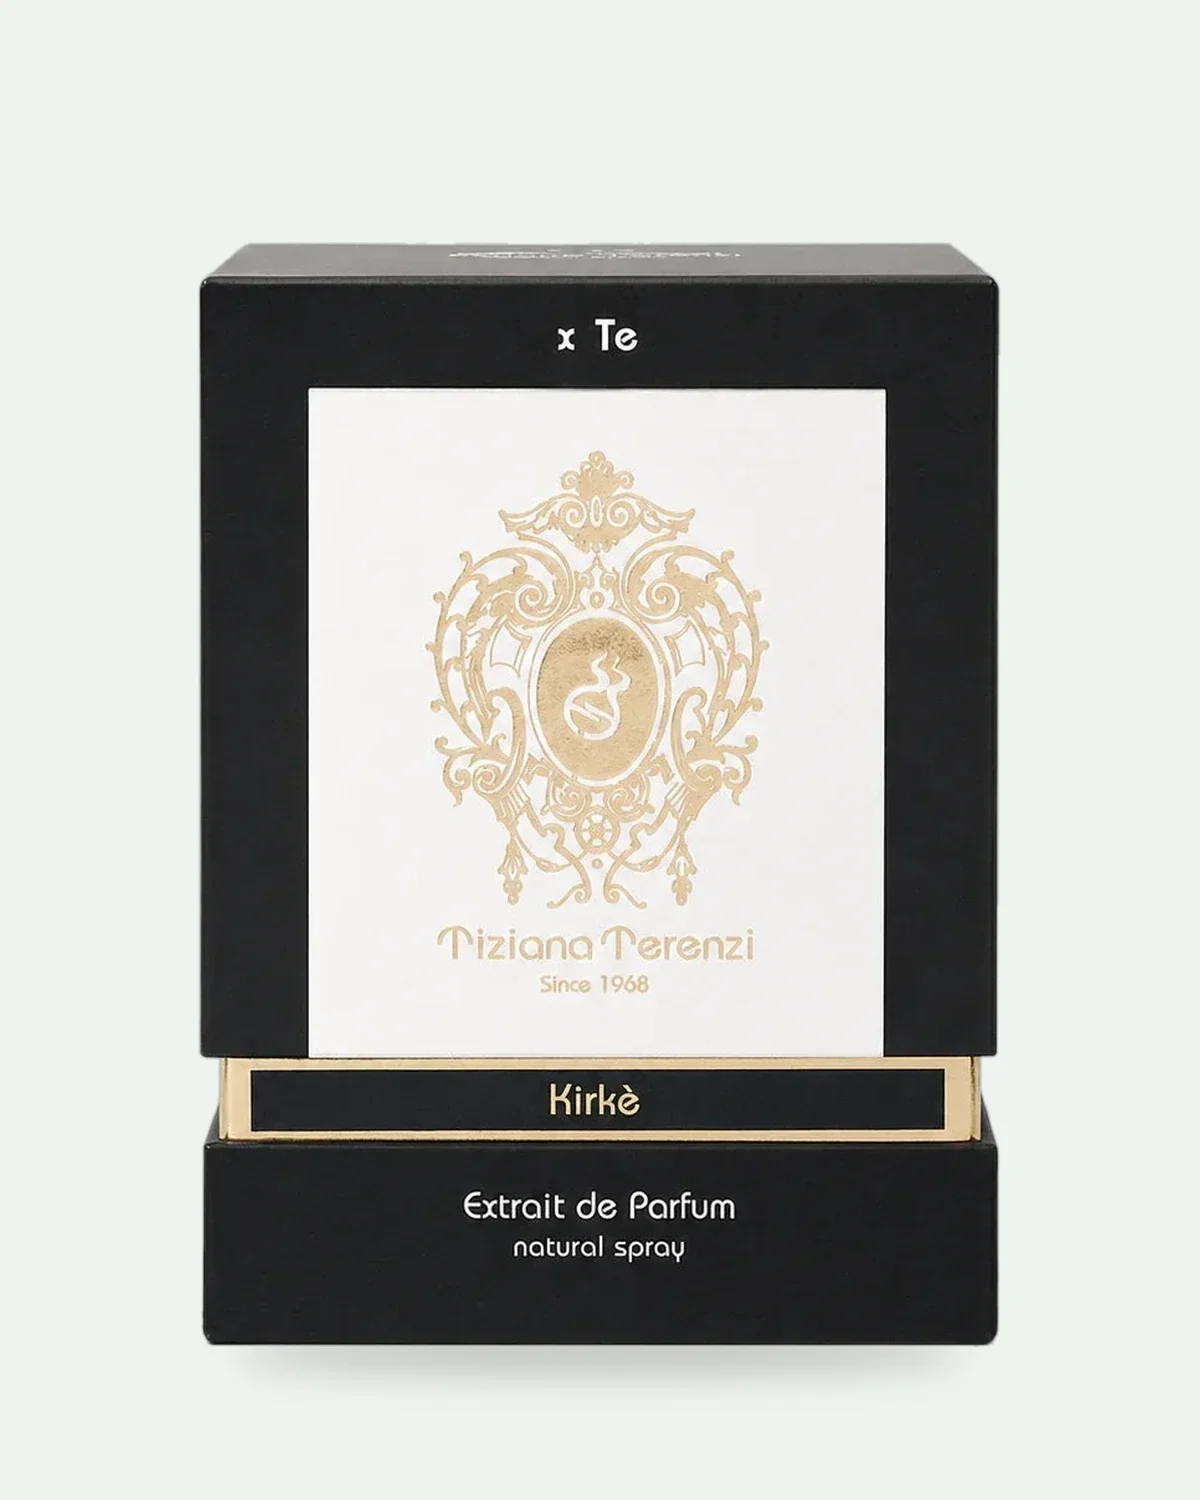 x Te
Tiziana Terenzi
Since 1968
Kirkè
Extrait de Parfum
natural spray